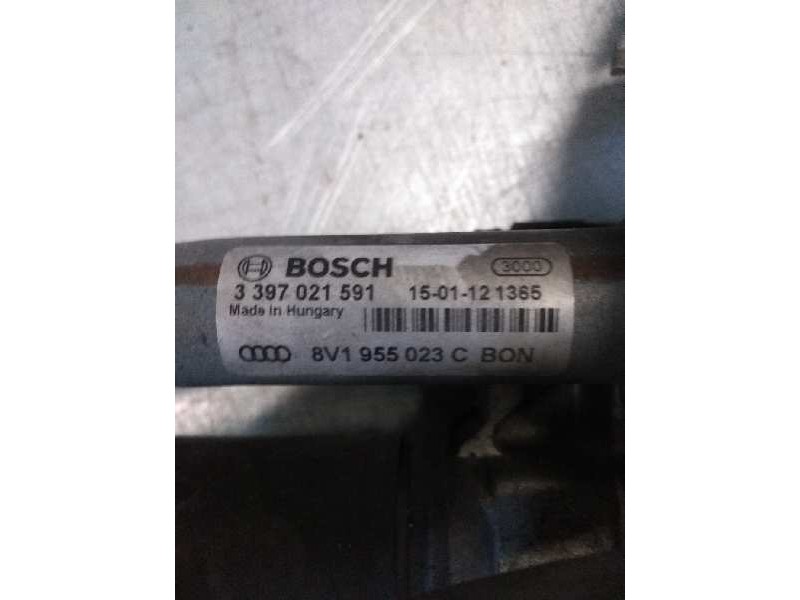 BOSCH 3000
3 397 021 591 15-01-12 1365
Made in Hungary
8V1 955 023 C BON